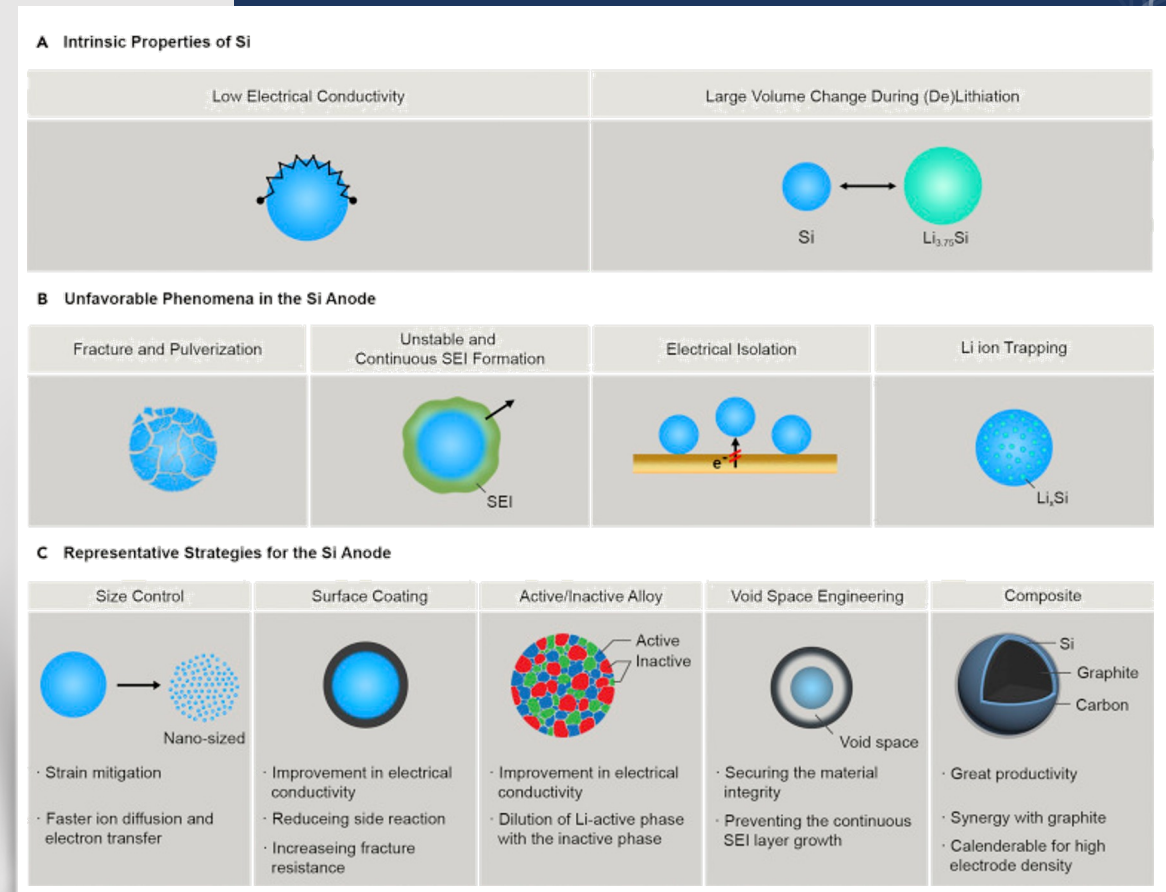 A Intrinsic Properties of Si
Low Electrical Conductivity
Large Volume Change During (De)Lithiation
Si
Li3.75Si
B Unfavorable Phenomena in the Si Anode
Fracture and Pulverization
Unstable and
Continuous SEI Formation
Electrical Isolation
Li ion Trapping
SEI
e-
LixSi
C Representative Strategies for the Si Anode
Size Control
Surface Coating
Active/Inactive Alloy
Void Space Engineering
Composite
Nano-sized
Active
Inactive
Void space
Si
Graphite
Carbon
· Strain mitigation
· Faster ion diffusion and
electron transfer
· Improvement in electrical
conductivity
· Reduceing side reaction
· Increaseing fracture
resistance
· Improvement in electrical
conductivity
· Dilution of Li-active phase
with the inactive phase
· Securing the material
integrity
· Preventing the continuous
SEI layer growth
· Great productivity
· Synergy with graphite
· Calenderable for high
electrode density